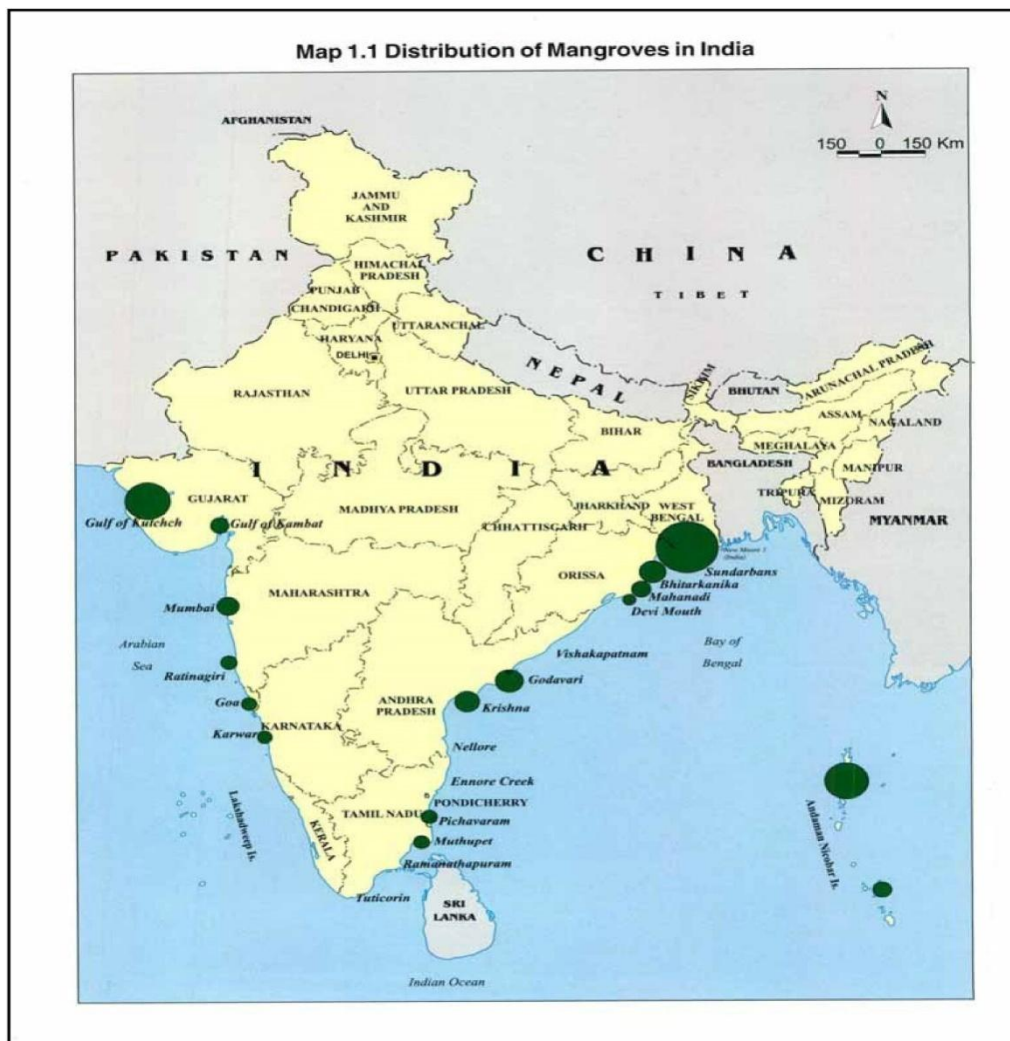 Map 1.1 Distribution of Mangroves in India
N
150 0 150 Km
AFGHANISTAN
JAMMU
AND
KASHMIR
PAKISTAN
CHINA
TIBET
HIMACHAL
PRADESH
PUNJAB
CHANDIGARH
UTTARANCHAL
HARYANA
DELHI
NEPAL
SIKKIM
BHUTAN
ARUNACHAL PRADESH
RAJASTHAN
UTTAR PRADESH
ASSAM
NAGALAND
BIHAR
MEGHALAYA
INDIA
BANGLADESH
MANIPUR
GUJARAT
MADHYA PRADESH
JHARKHAND
WEST
BENGAL
TRIPURA
MIZORAM
Gulf of Kutchch
Gulf of Kambat
CHHATTISGARH
MYANMAR
(India)
ORISSA
Sundarbans
Bhitarkanika
MAHARASHTRA
Mahanadi
Mumbai
Devi Mouth
Arabian
Sea
Bay of
Bengal
Vishakapatnam
Ratinagiri
Godavari
Goa
ANDHRA
PRADESH
Krishna
KARNATAKA
Karwar
Nellore
Ennore Creek
Lakshadweep Is.
PONDICHERRY
TAMIL NADU
Pichavaram
KERALA
Muthupet
Andaman Nicobar Is.
Ramanathapuram
Tuticorin
SRI
LANKA
Indian Ocean